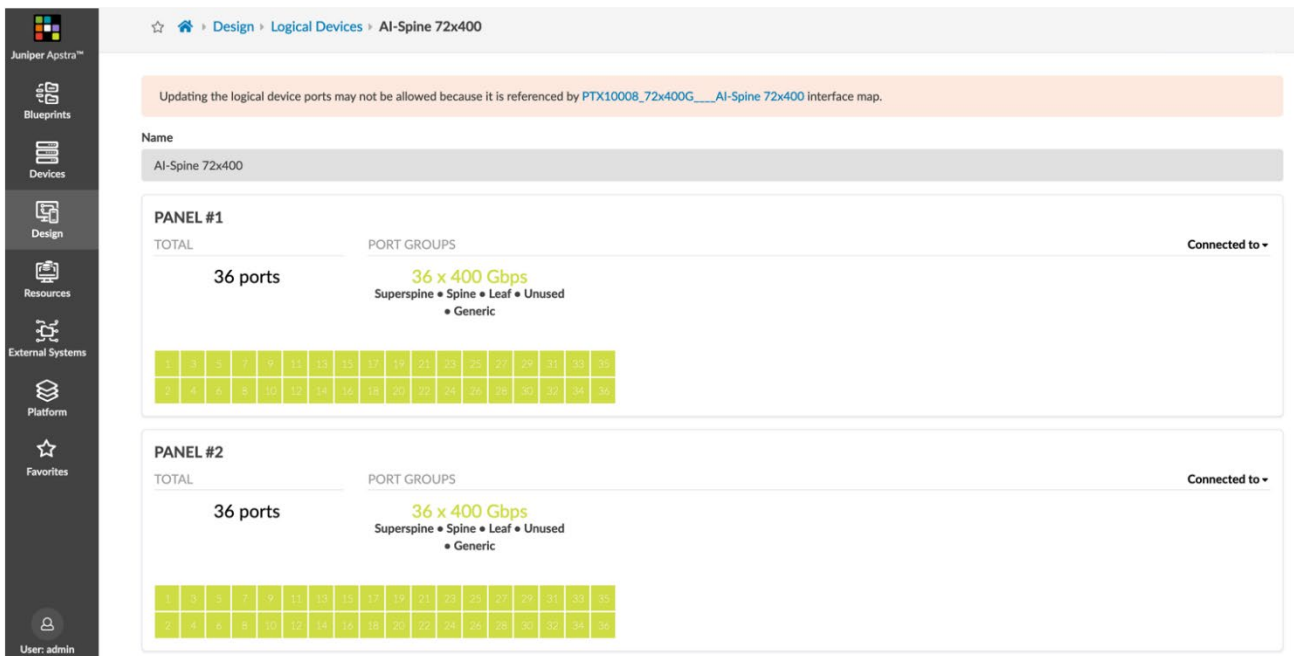 Juniper Apstra™
Blueprints
Devices
Design
Resources
External Systems
Platform
Favorites
User: admin
Design › Logical Devices › AI-Spine 72x400
Updating the logical device ports may not be allowed because it is referenced by PTX10008_72x400G____AI-Spine 72x400 interface map.
Name
AI-Spine 72x400
PANEL #1
TOTAL PORT GROUPS Connected to
36 ports 36 x 400 Gbps
Superspine • Spine • Leaf • Unused
• Generic
1 3 5 7 9 11 13 15 17 19 21 23 25 27 29 31 33 35
2 4 6 8 10 12 14 16 18 20 22 24 26 28 30 32 34 36
PANEL #2
TOTAL PORT GROUPS Connected to
36 ports 36 x 400 Gbps
Superspine • Spine • Leaf • Unused
• Generic
1 3 5 7 9 11 13 15 17 19 21 23 25 27 29 31 33 35
2 4 6 8 10 12 14 16 18 20 22 24 26 28 30 32 34 36